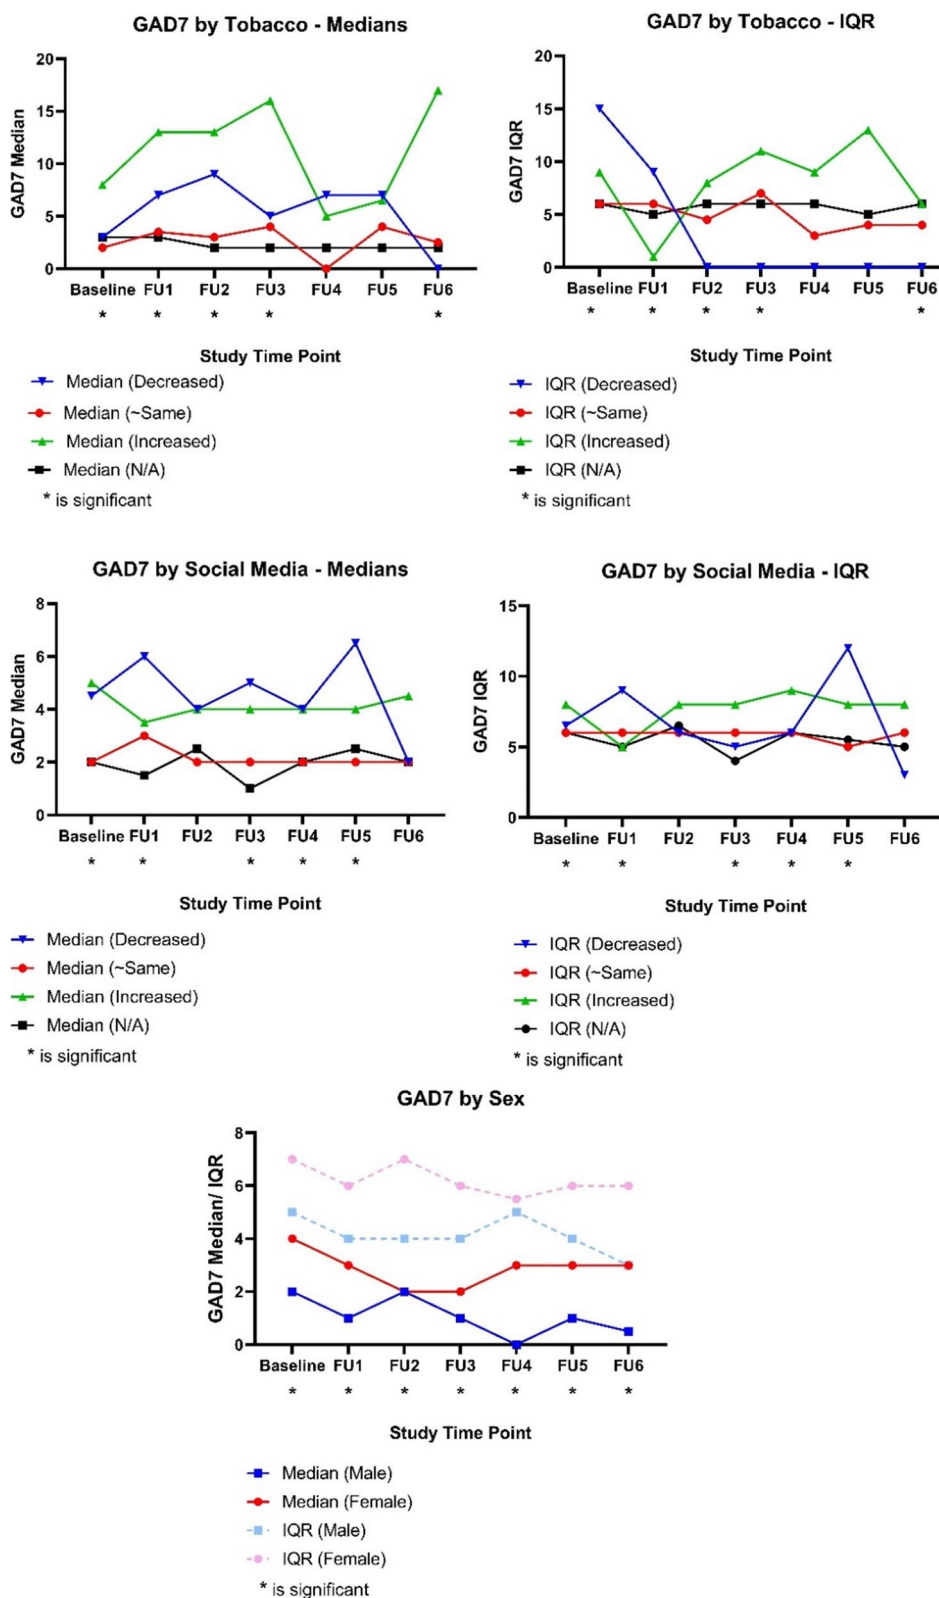 GAD7 by Tobacco - Medians
20
15
10
5
0
GAD7 Median
Baseline FU1 FU2 FU3 FU4 FU5 FU6
* * * * *
Study Time Point
Median (Decreased)
Median (~Same)
Median (Increased)
Median (N/A)
* is significant
GAD7 by Tobacco - IQR
20
15
10
5
0
GAD7 IQR
Baseline FU1 FU2 FU3 FU4 FU5 FU6
* * * * *
Study Time Point
IQR (Decreased)
IQR (~Same)
IQR (Increased)
IQR (N/A)
* is significant
GAD7 by Social Media - Medians
8
6
4
2
0
GAD7 Median
Baseline FU1 FU2 FU3 FU4 FU5 FU6
* * * * *
Study Time Point
Median (Decreased)
Median (~Same)
Median (Increased)
Median (N/A)
* is significant
GAD7 by Social Media - IQR
15
10
5
0
GAD7 IQR
Baseline FU1 FU2 FU3 FU4 FU5 FU6
* * * * *
Study Time Point
IQR (Decreased)
IQR (~Same)
IQR (Increased)
IQR (N/A)
* is significant
GAD7 by Sex
8
6
4
2
0
GAD7 Median/ IQR
Baseline FU1 FU2 FU3 FU4 FU5 FU6
* * * * * * *
Study Time Point
Median (Male)
Median (Female)
IQR (Male)
IQR (Female)
* is significant